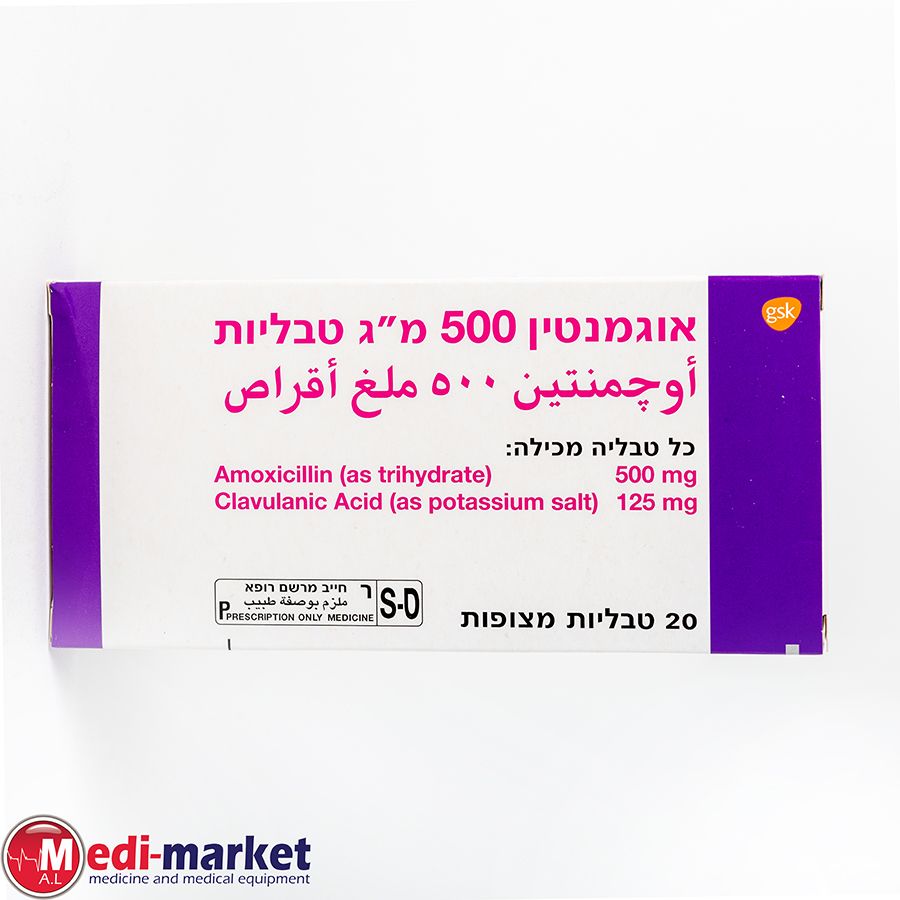 gsk
אוגמנטין 500 מ״ג טבליות
أوچمنتين ٥٠٠ ملغ أقراص
כל טבליה מכילה:
Amoxicillin (as trihydrate) 500 mg
Clavulanic Acid (as potassium salt) 125 mg
ר חייב מרשם רופא
ملزم بوصفة طبيب
P PRESCRIPTION ONLY MEDICINE
S-D
20 טבליות מצופות
Medi-market
A.L
medicine and medical equipment